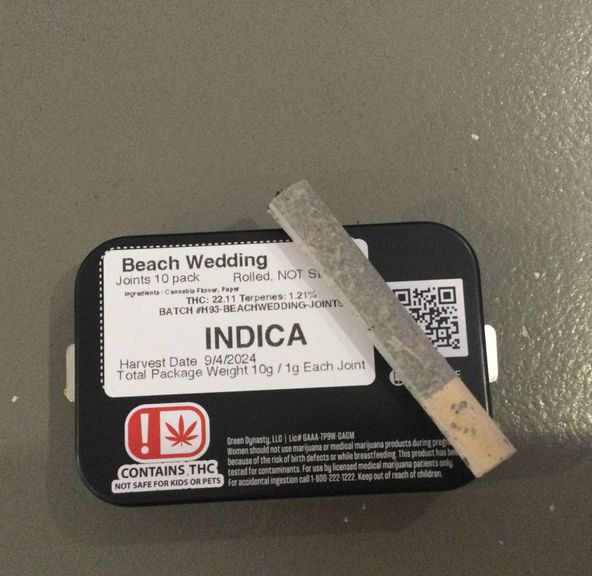 Beach Wedding
Joints 10 pack Rolled, NOT
Ingredients: Cannabis Flower, Paper
THC: 22.11 Terpenes: 1.21%
BATCH #H93-BEACHWEDDING-JOINTS
INDICA
Harvest Date 9/4/2024
Total Package Weight 10g / 1g Each Joint
!
CONTAINS THC
NOT SAFE FOR KIDS OR PETS
Green Dynasty, LLC | Lic# GAAA-7P9W-GACM
Women should not use marijuana or medical marijuana products during
because of the risk of birth defects or while breastfeeding. This product has
tested for contaminants. For use by licensed medical marijuana patients only.
For accidental ingestion call 1-800-222-1222. Keep out of reach of children.